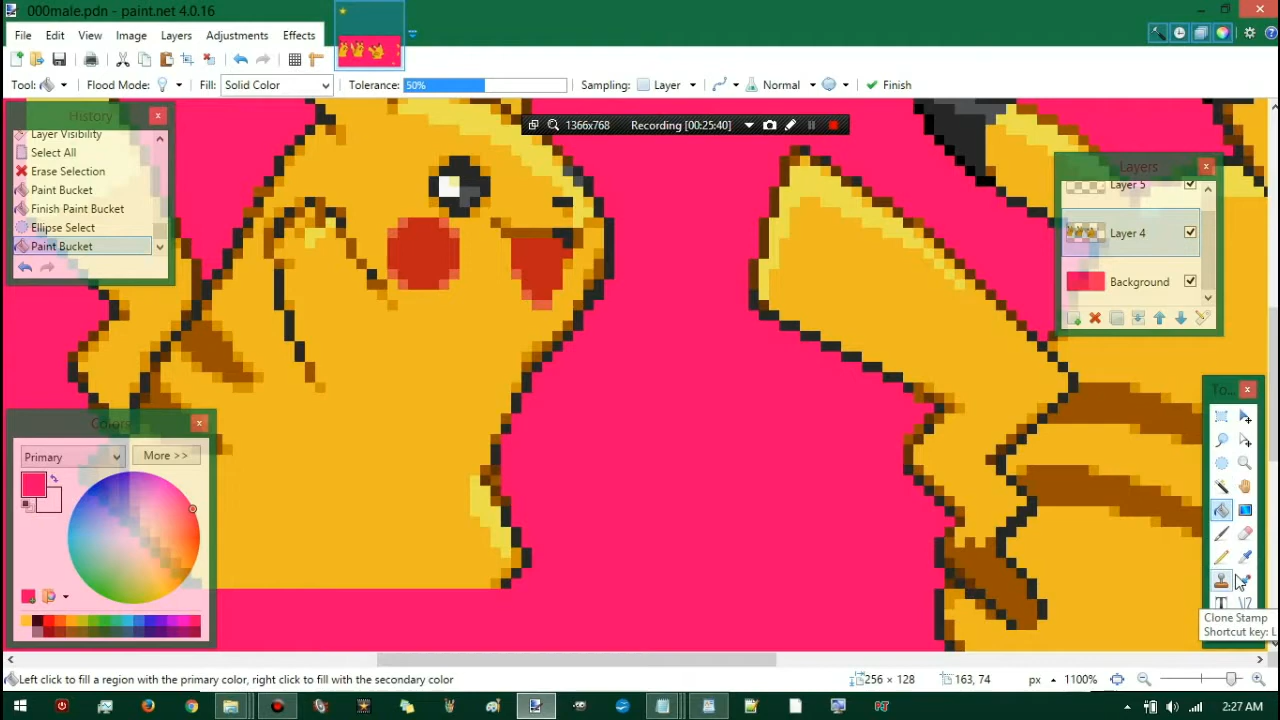 000male.pdn - paint.net 4.0.16
File Edit View Image Layers Adjustments Effects
Tool: Flood Mode: Fill: Solid Color Tolerance: 50% Sampling: Layer Normal Finish
History
1366x768 Recording [00:25:40]
Layer Visibility
Select All
Erase Selection
Paint Bucket
Finish Paint Bucket
Ellipse Select
Paint Bucket
Layers
Layer 5
Layer 4
Background
Colors
Primary More >>
To...
Clone Stamp
Shortcut key: L
Left click to fill a region with the primary color, right click to fill with the secondary color 256 × 128 163, 74 px 1100%
2:27 AM